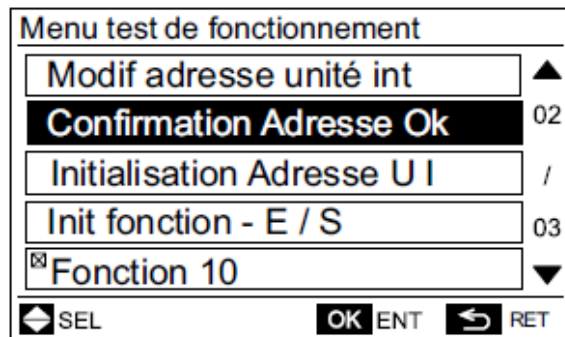 Menu test de fonctionnement
Modif adresse unité int
Confirmation Adresse Ok
02
Initialisation Adresse U I
/
Init fonction - E / S
03
Fonction 10
SEL OK ENT RET